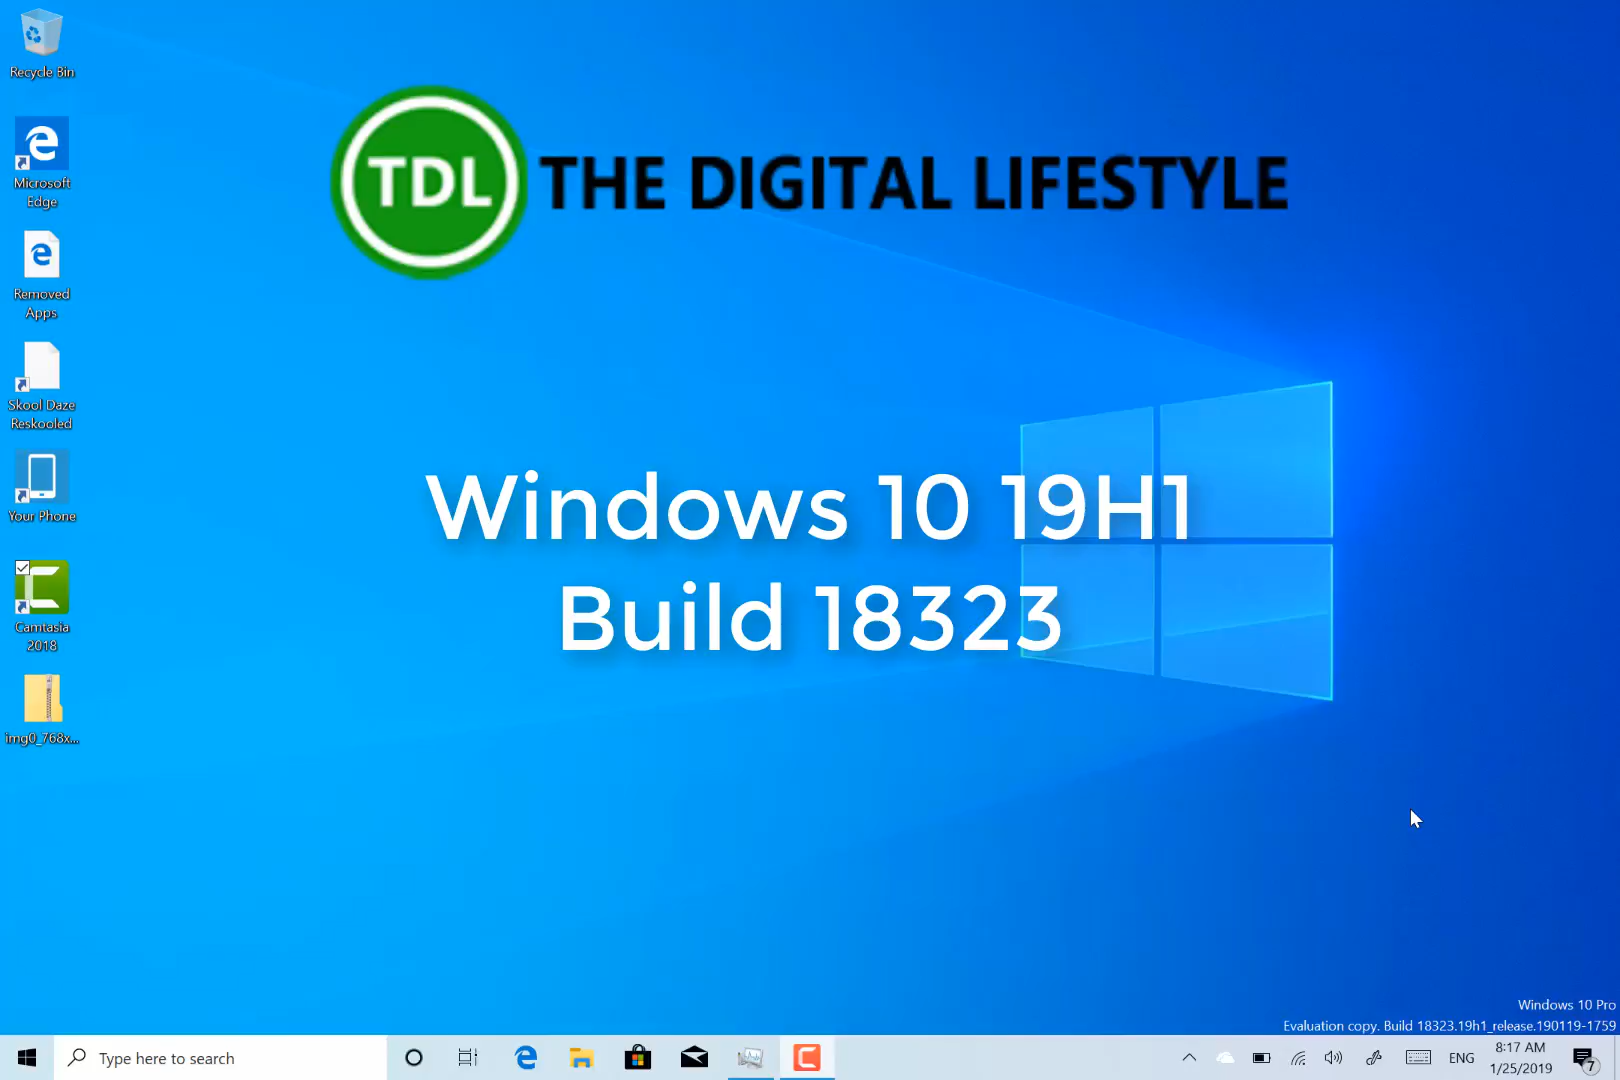 Recycle Bin
Microsoft
Edge
Removed
Apps
Skool Daze
Reskooled
Your Phone
Camtasia
2018
img0_768x...
TDL THE DIGITAL LIFESTYLE
Windows 10 19H1
Build 18323
Windows 10 Pro
Evaluation copy. Build 18323.19h1_release.190119-1759
Type here to search
ENG
8:17 AM
1/25/2019
7